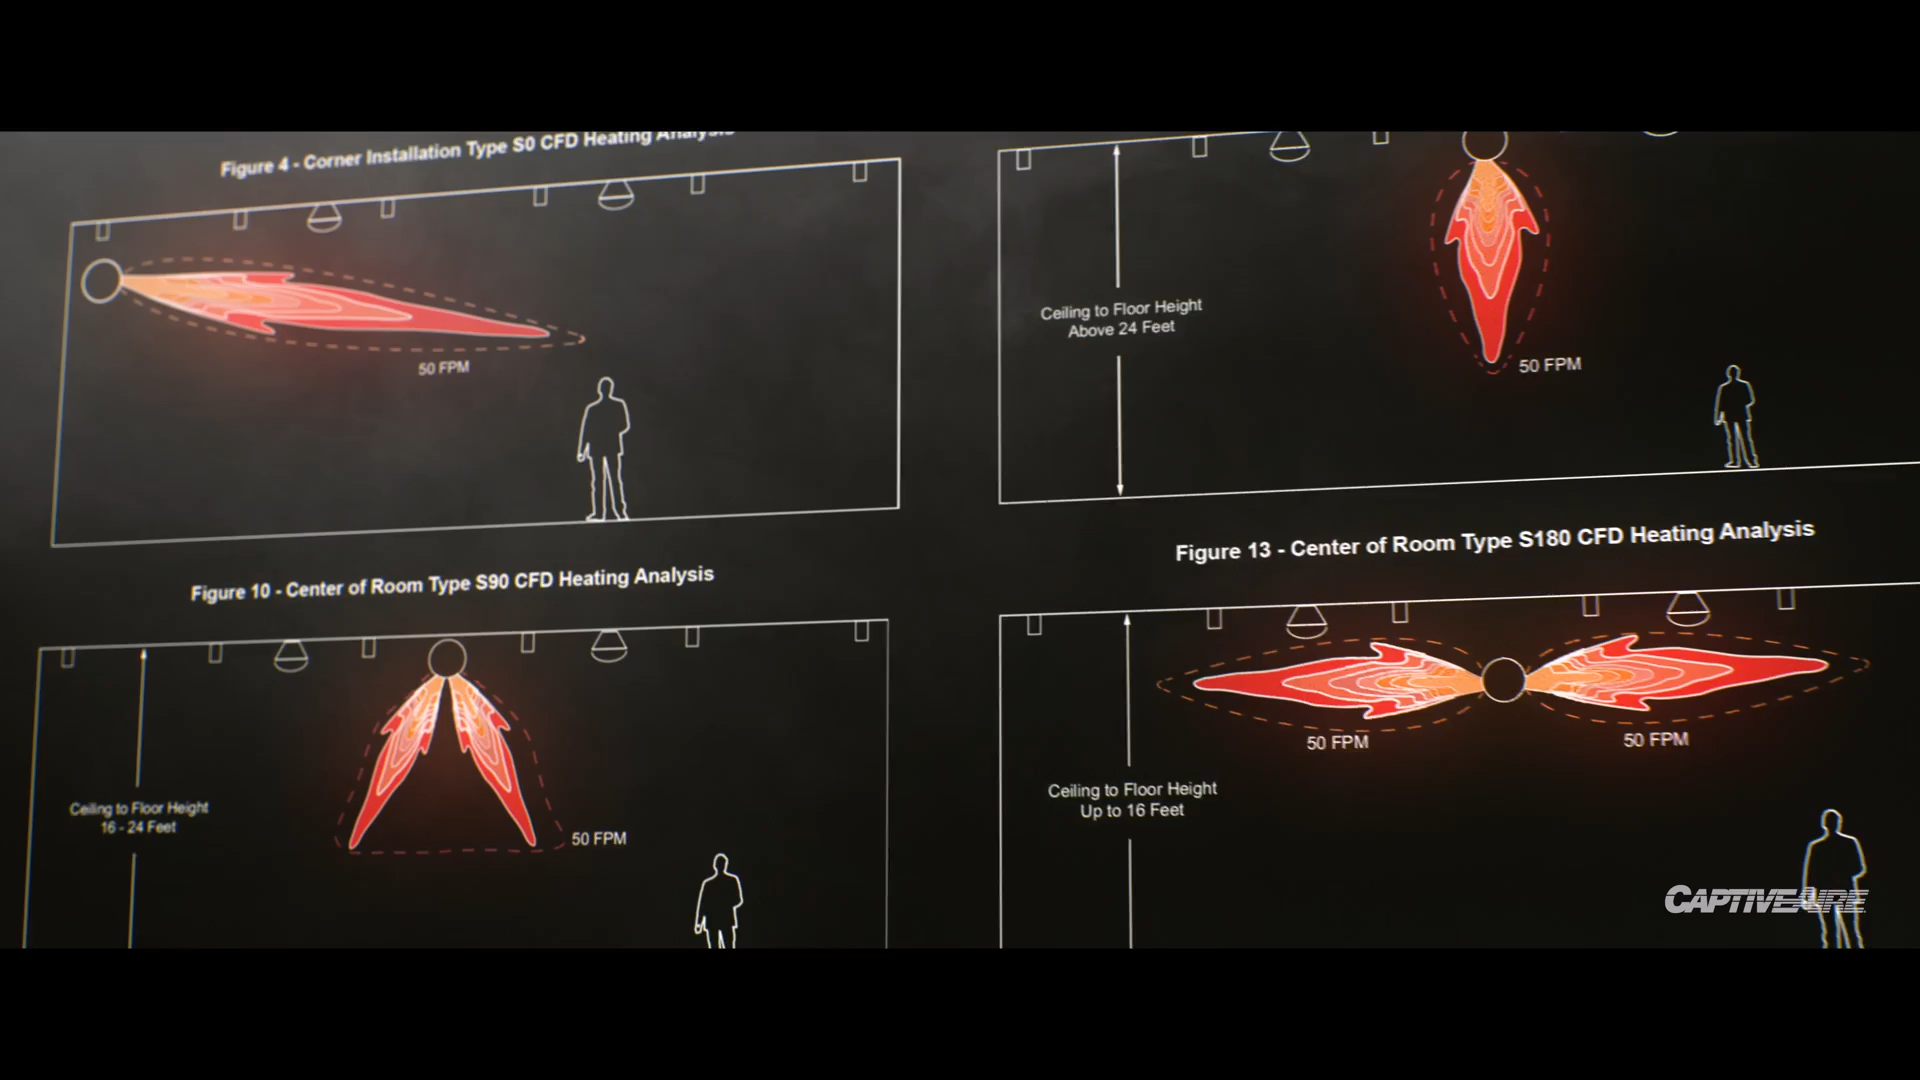 Figure 4 - Corner Installation Type S0 CFD Heating Analysis
50 FPM
Ceiling to Floor Height
Above 24 Feet
50 FPM
Figure 10 - Center of Room Type S90 CFD Heating Analysis
Ceiling to Floor Height
16 - 24 Feet
50 FPM
Figure 13 - Center of Room Type S180 CFD Heating Analysis
50 FPM
50 FPM
Ceiling to Floor Height
Up to 16 Feet
CAPTIVEAIRE